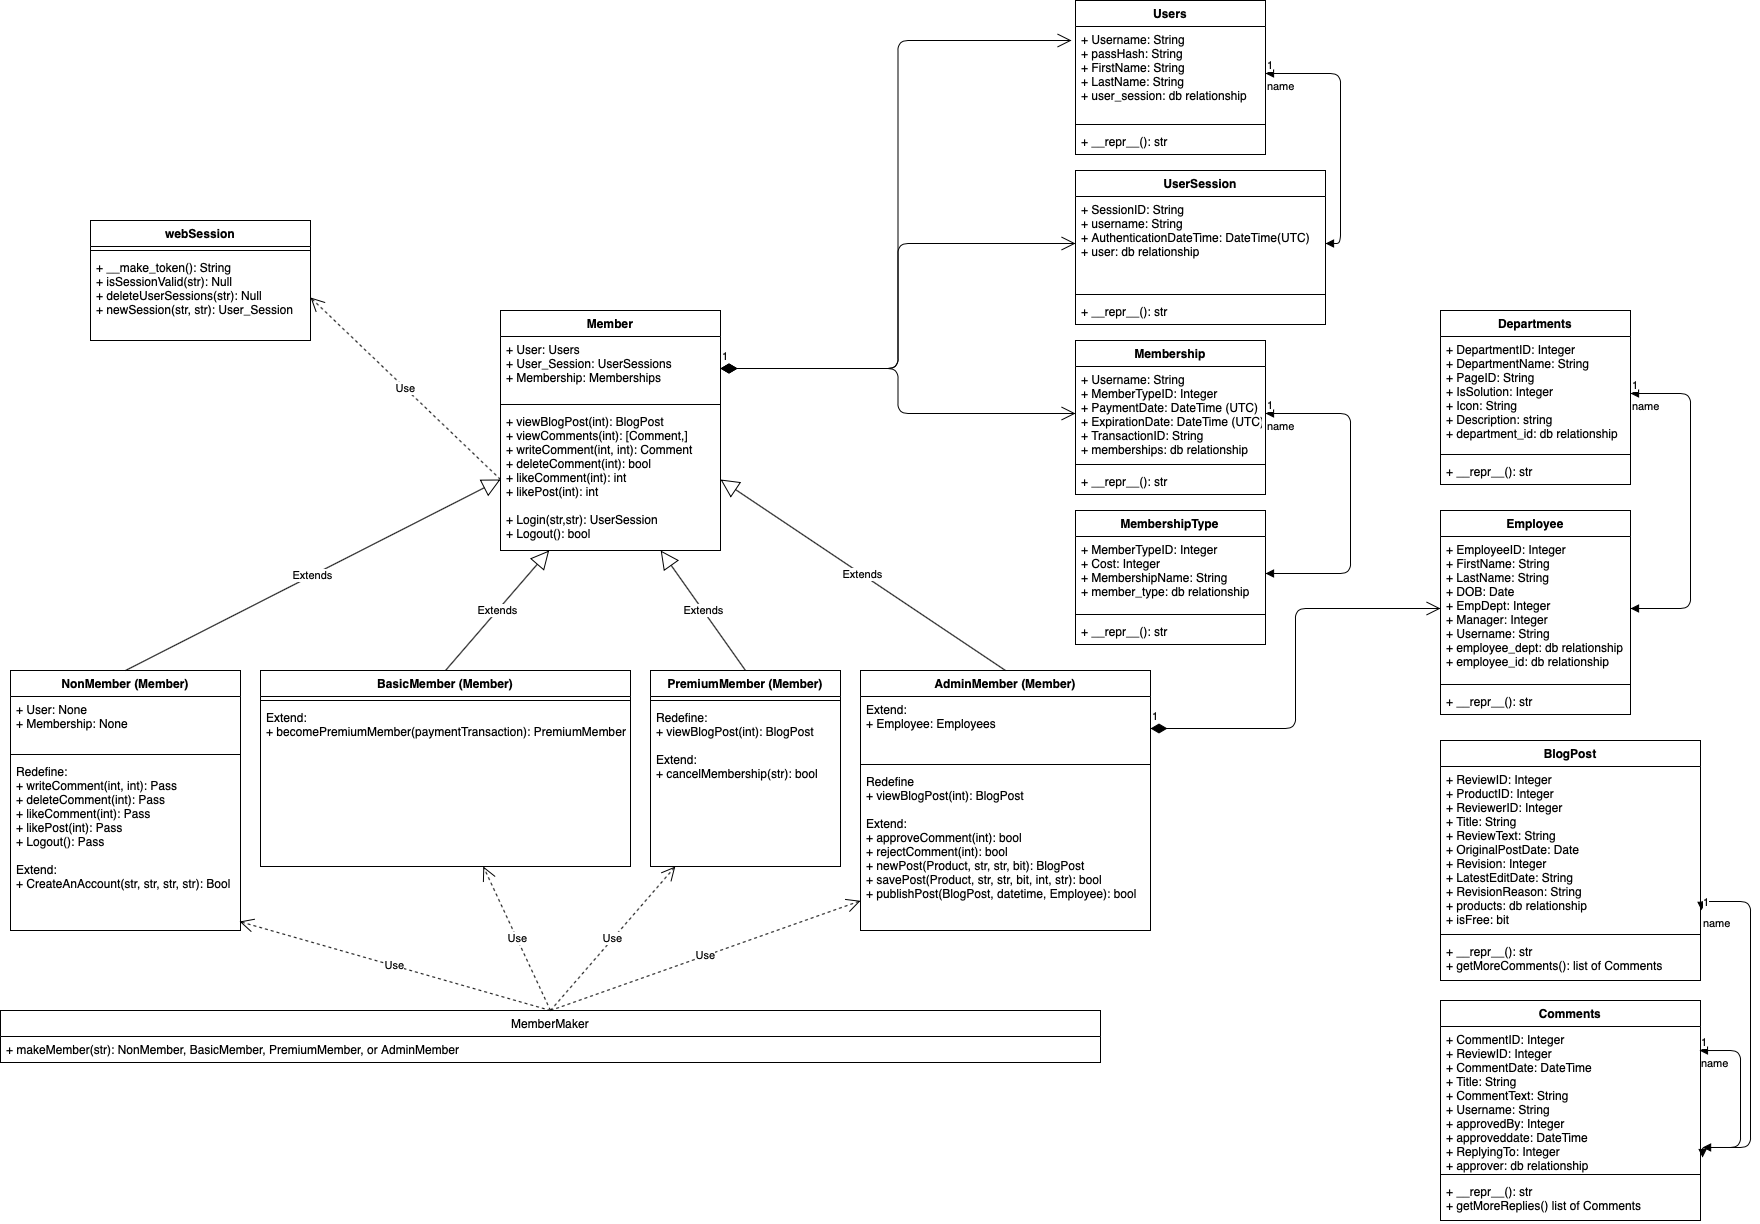 Users
+ Username: String
+ passHash: String
+ FirstName: String
+ LastName: String
+ user_session: db relationship
+ __repr__(): str
1
name
UserSession
+ SessionID: String
+ username: String
+ AuthenticationDateTime: DateTime(UTC)
+ user: db relationship
+ __repr__(): str
webSession
+ __make_token(): String
+ isSessionValid(str): Null
+ deleteUserSessions(str): Null
+ newSession(str, str): User_Session
Use
Member
+ User: Users
+ User_Session: UserSessions
+ Membership: Memberships
+ viewBlogPost(int): BlogPost
+ viewComments(int): [Comment,]
+ writeComment(int, int): Comment
+ deleteComment(int): bool
+ likeComment(int): int
+ likePost(int): int
+ Login(str,str): UserSession
+ Logout(): bool
1
Membership
+ Username: String
+ MemberTypeID: Integer
+ PaymentDate: DateTime (UTC)
+ ExpirationDate: DateTime (UTC)
+ TransactionID: String
+ memberships: db relationship
+ __repr__(): str
1
name
MembershipType
+ MemberTypeID: Integer
+ Cost: Integer
+ MembershipName: String
+ member_type: db relationship
+ __repr__(): str
Departments
+ DepartmentID: Integer
+ DepartmentName: String
+ PageID: String
+ IsSolution: Integer
+ Icon: String
+ Description: string
+ department_id: db relationship
+ __repr__(): str
1
name
Employee
+ EmployeeID: Integer
+ FirstName: String
+ LastName: String
+ DOB: Date
+ EmpDept: Integer
+ Manager: Integer
+ Username: String
+ employee_dept: db relationship
+ employee_id: db relationship
+ __repr__(): str
Extends
Extends
Extends
Extends
NonMember (Member)
+ User: None
+ Membership: None
Redefine:
+ writeComment(int, int): Pass
+ deleteComment(int): Pass
+ likeComment(int): Pass
+ likePost(int): Pass
+ Logout(): Pass
Extend:
+ CreateAnAccount(str, str, str, str): Bool
BasicMember (Member)
Extend:
+ becomePremiumMember(paymentTransaction): PremiumMember
PremiumMember (Member)
Redefine:
+ viewBlogPost(int): BlogPost
Extend:
+ cancelMembership(str): bool
AdminMember (Member)
Extend:
+ Employee: Employees
Redefine
+ viewBlogPost(int): BlogPost
Extend:
+ approveComment(int): bool
+ rejectComment(int): bool
+ newPost(Product, str, str, bit): BlogPost
+ savePost(Product, str, str, bit, int, str): bool
+ publishPost(BlogPost, datetime, Employee): bool
1
BlogPost
+ ReviewID: Integer
+ ProductID: Integer
+ ReviewerID: Integer
+ Title: String
+ ReviewText: String
+ OriginalPostDate: Date
+ Revision: Integer
+ LatestEditDate: String
+ RevisionReason: String
+ products: db relationship
+ isFree: bit
+ __repr__(): str
+ getMoreComments(): list of Comments
1
name
Use
Use
Use
Use
MemberMaker
+ makeMember(str): NonMember, BasicMember, PremiumMember, or AdminMember
Comments
+ CommentID: Integer
+ ReviewID: Integer
+ CommentDate: DateTime
+ Title: String
+ CommentText: String
+ Username: String
+ approvedBy: Integer
+ approveddate: DateTime
+ ReplyingTo: Integer
+ approver: db relationship
+ __repr__(): str
+ getMoreReplies() list of Comments
1
name